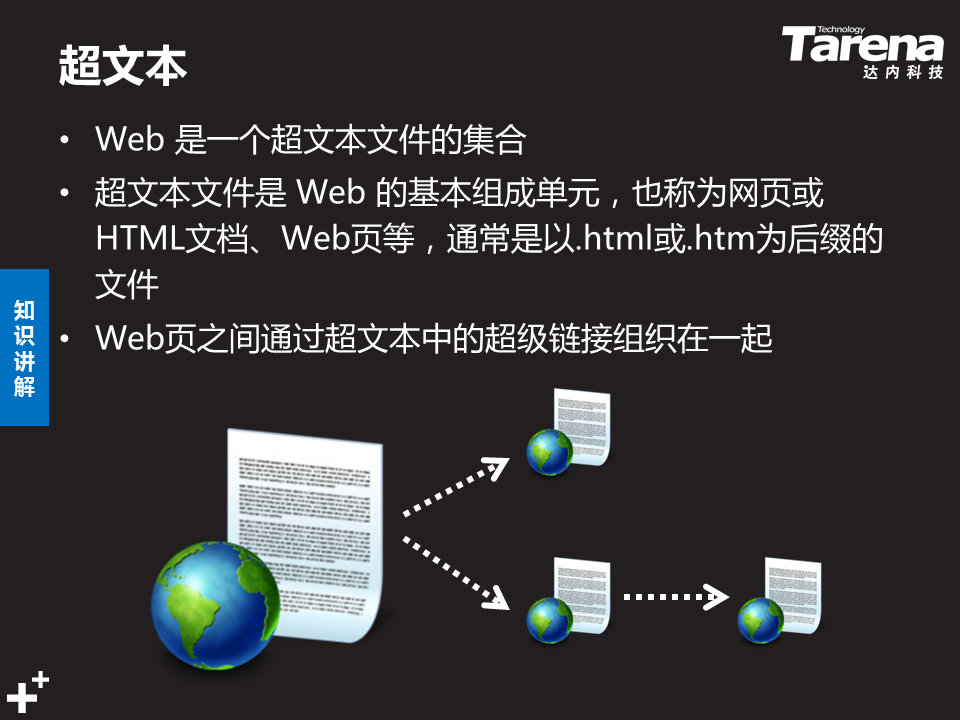 超文本
Technology
Tarena
达内科技
• Web 是一个超文本文件的集合
• 超文本文件是 Web 的基本组成单元，也称为网页或
HTML文档、Web页等，通常是以.html或.htm为后缀的
文件
• Web页之间通过超文本中的超级链接组织在一起
知
识
讲
解